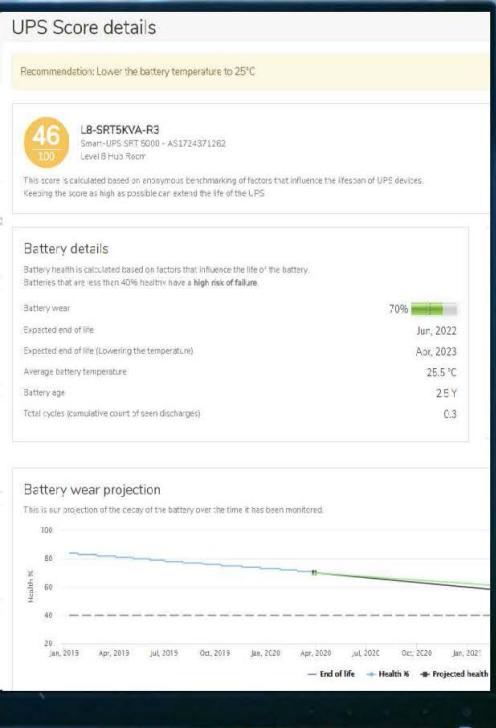 UPS Score details
Recommendation: Lower the battery temperature to 25°C
46
100
L8-SRT5KVA-R3
Smart-UPS SRT 5000 - AS1724371262
Level 8 Hub Room
This score is calculated based on anonymous benchmarking of factors that influence the lifespan of UPS devices.
Keeping the score as high as possible can extend the life of the UPS
Battery details
Battery health is calculated based on factors that influence the life of the battery.
Batteries that are less than 40% healthy have a high risk of failure
Battery wear 70%
Expected end of life Jun, 2022
Expected end of life (Lowering the temperature) Apr, 2023
Average battery temperature 25.5 °C
Battery age 2.5 Y
Total cycles (cumulative count of seen discharges) 0.3
Battery wear projection
This is our projection of the decay of the battery over the time it has been monitored.
100
80
60
40
20
Health %
Jan, 2019 Apr, 2019 Jul, 2019 Oct, 2019 Jan, 2020 Apr, 2020 Jul, 2020 Oct, 2020 Jan, 2021
End of life Health % Projected health